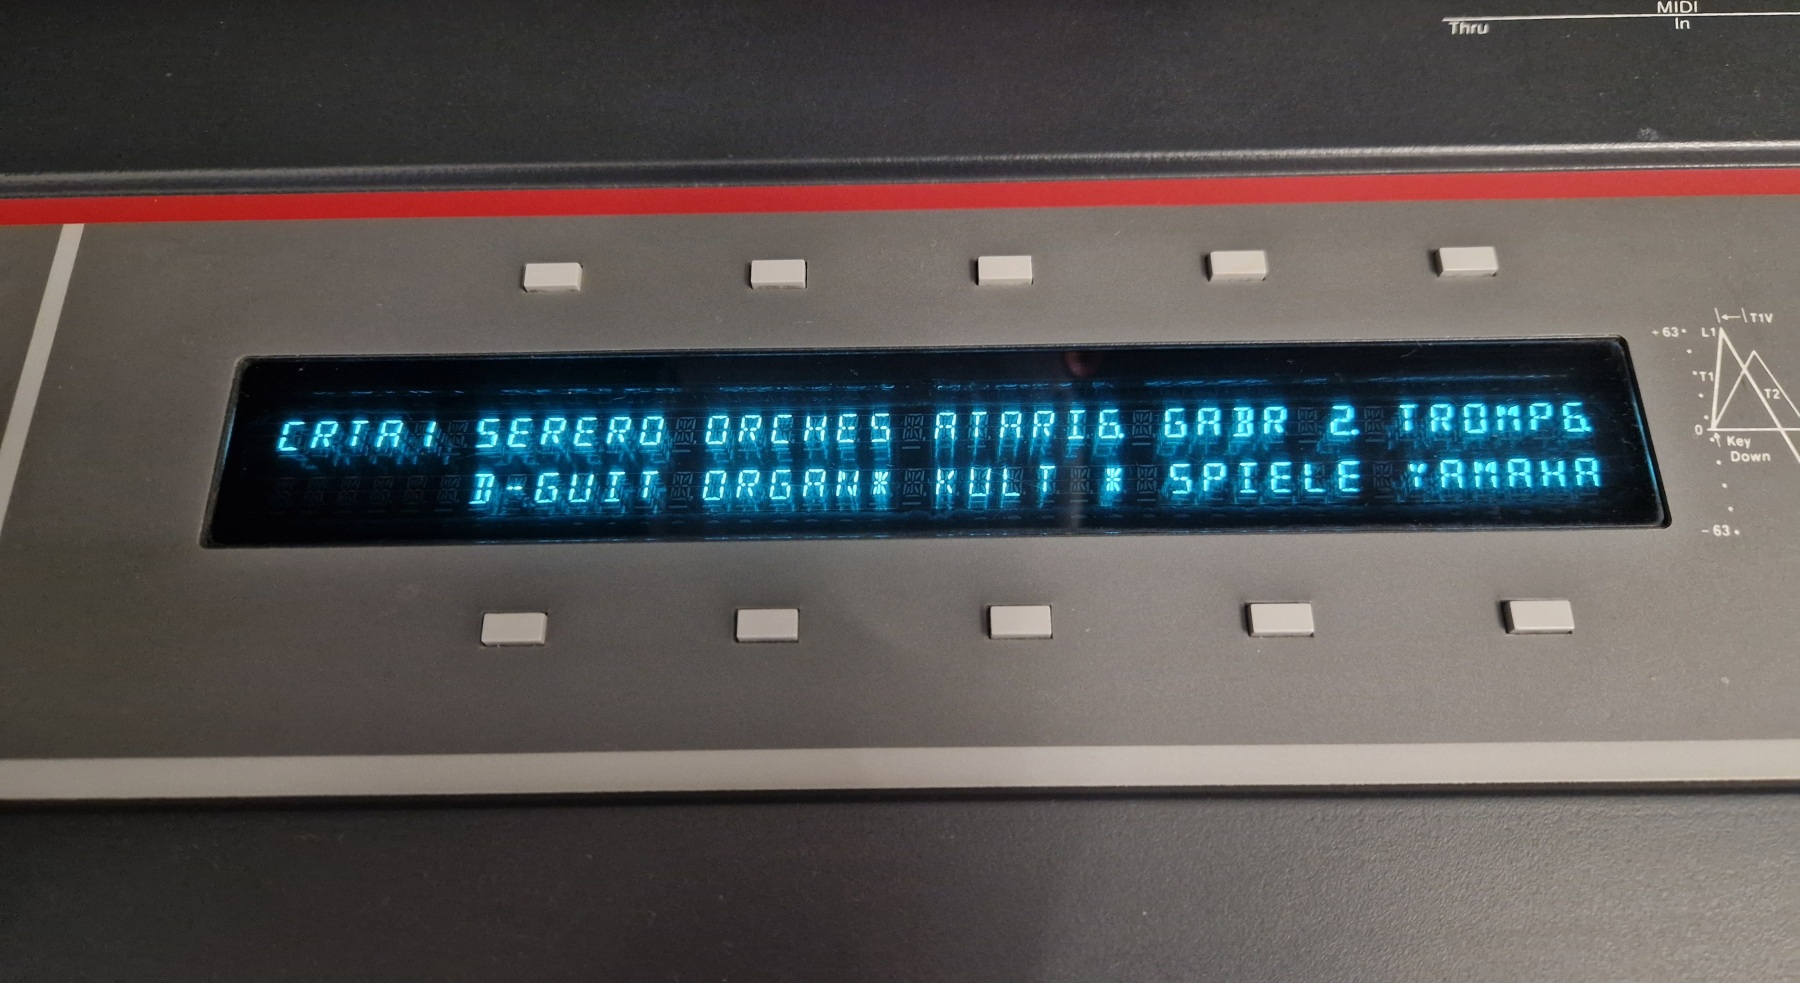 MIDI
Thru In
CRTA1 SERERO ORCHES ATARI6. GABR 2. TROMP6.
D-GUIT ORGAN* KULT * SPIELE YAMAHA
T1V
+63 L1
T1
T2
0
Key
Down
-63